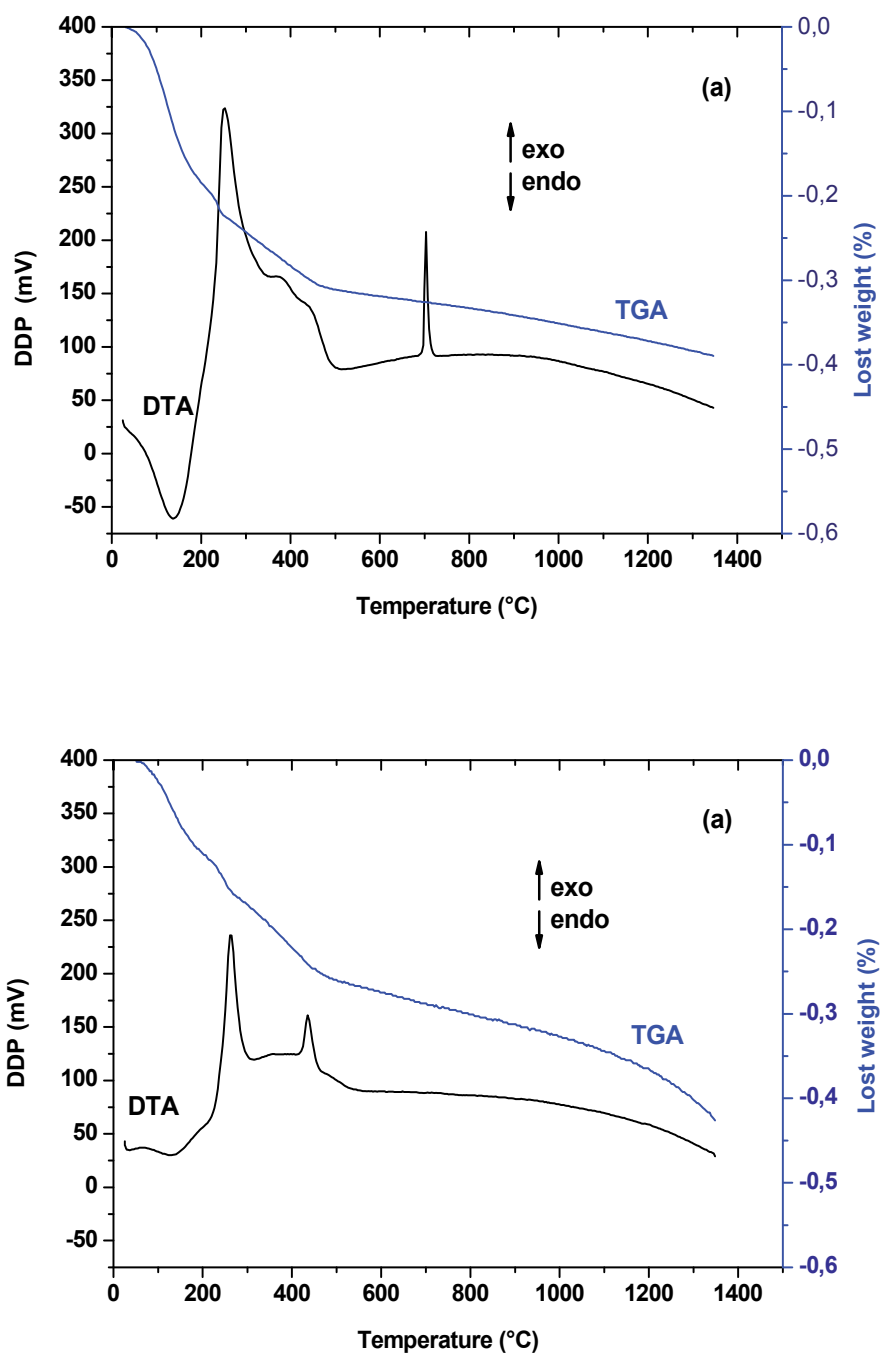 400
350
300
250
200
150
100
50
0
-50
DDP (mV)
0,0
-0,1
-0,2
-0,3
-0,4
-0,5
-0,6
Lost weight (%)
(a)
exo
endo
TGA
DTA
0 200 400 600 800 1000 1200 1400
Temperature (°C)
400
350
300
250
200
150
100
50
0
-50
DDP (mV)
0,0
-0,1
-0,2
-0,3
-0,4
-0,5
-0,6
Lost weight (%)
(a)
exo
endo
TGA
DTA
0 200 400 600 800 1000 1200 1400
Temperature (°C)